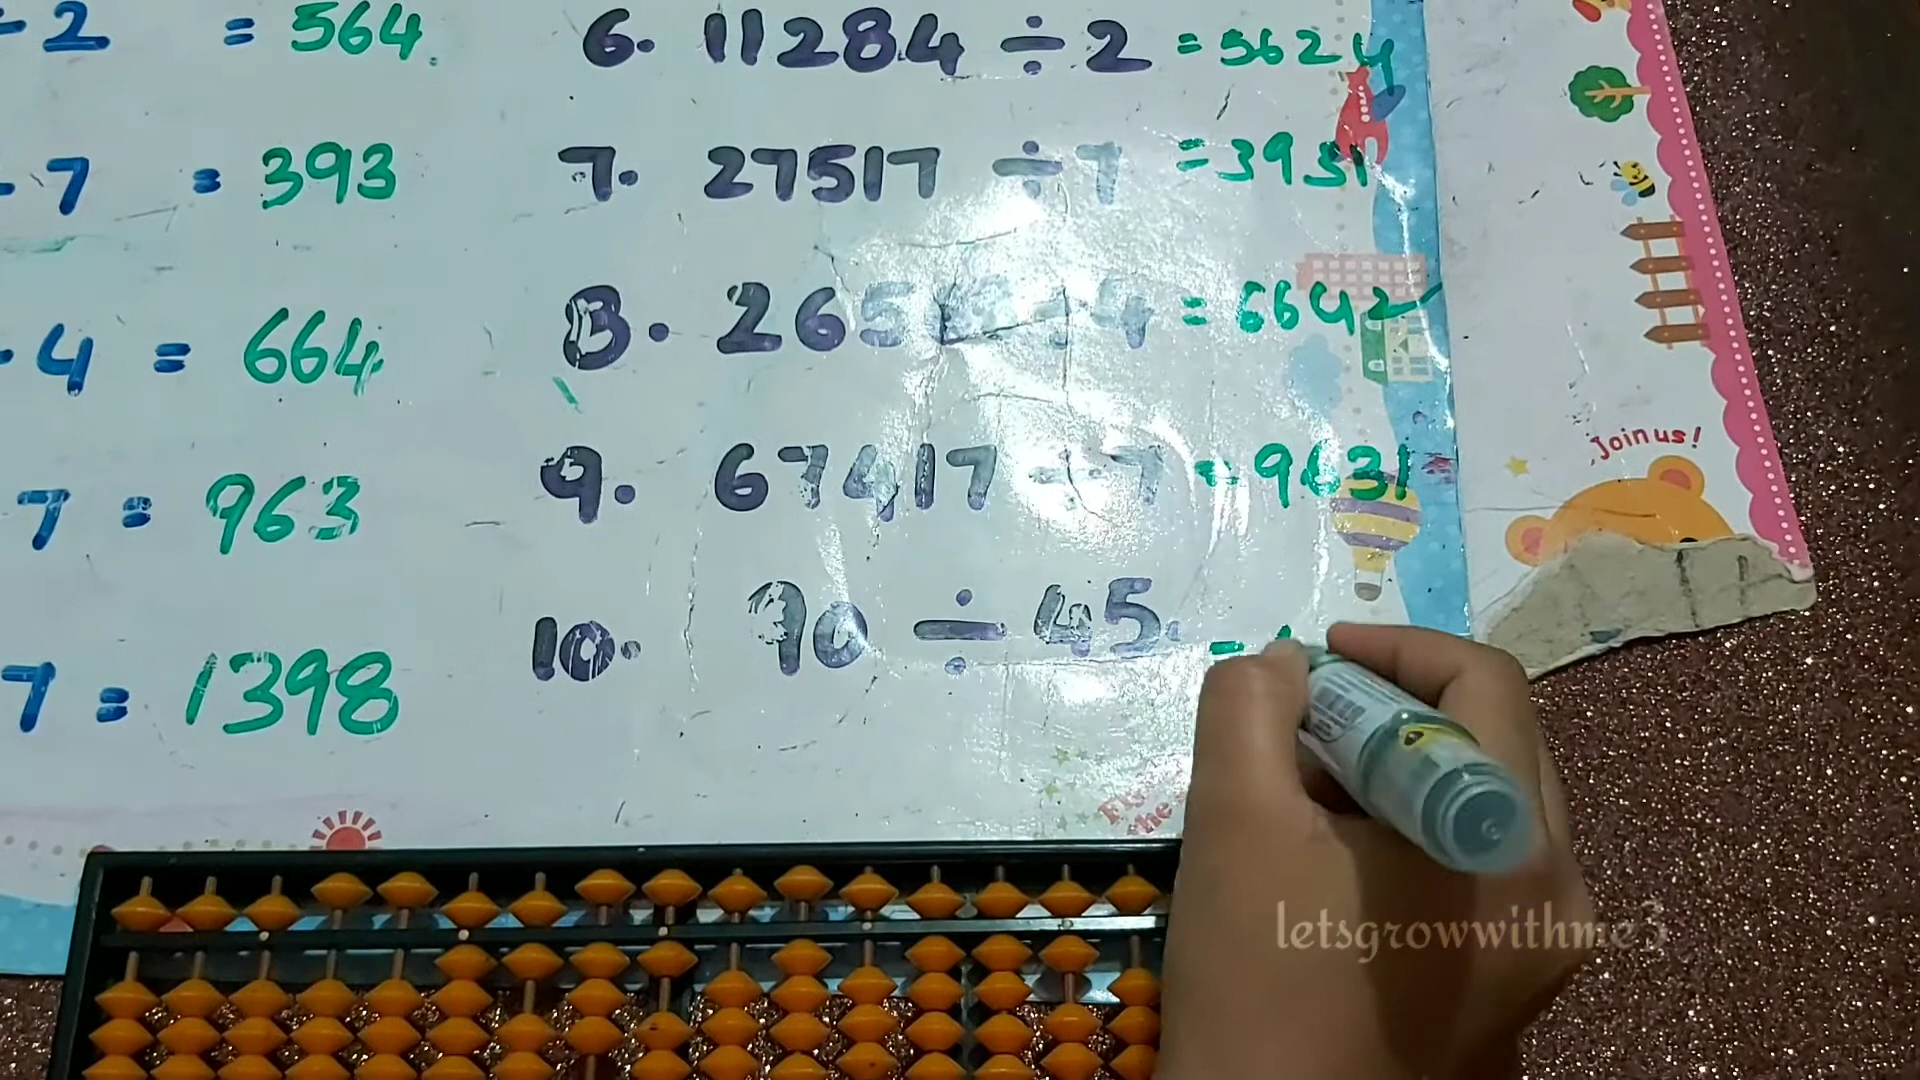 ÷ 2 = 564.
7 = 393
4 = 664
7 = 963
7 = 1398
6. 11284 ÷ 2 = 5624
7. 27517 ÷ 7 = 3931
8. 265 ÷ 4 = 6642
9. 67417 ÷ 7 = 9631
10. 90 ÷ 45. =
Join us!
the
letsgrowwithme3